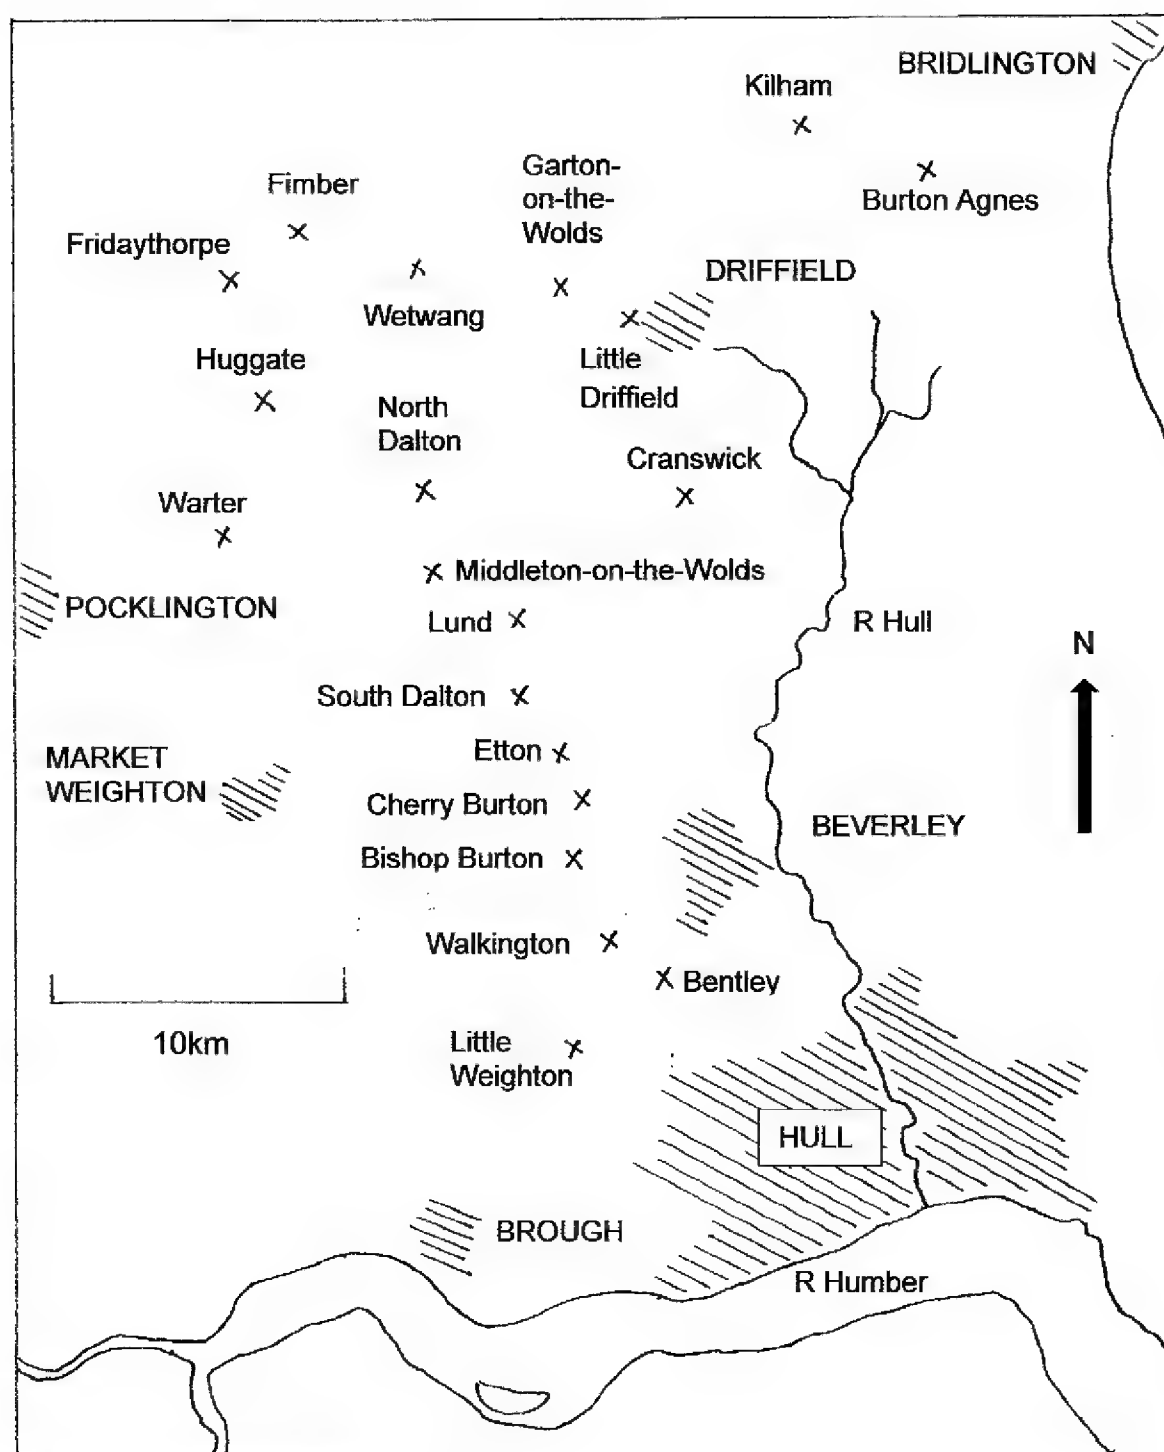 BRIDLINGTON
Kilham
Garton-
on-the-
Wolds
Burton Agnes
Fimber
Fridaythorpe
DRIFFIELD
Wetwang
Little
Driffield
Huggate
North
Dalton
Cranswick
Warter
Middleton-on-the-Wolds
POCKLINGTON
Lund
R Hull
N
South Dalton
Etton
MARKET
WEIGHTON
Cherry Burton
BEVERLEY
Bishop Burton
Walkington
Bentley
10km
Little
Weighton
HULL
BROUGH
R Humber